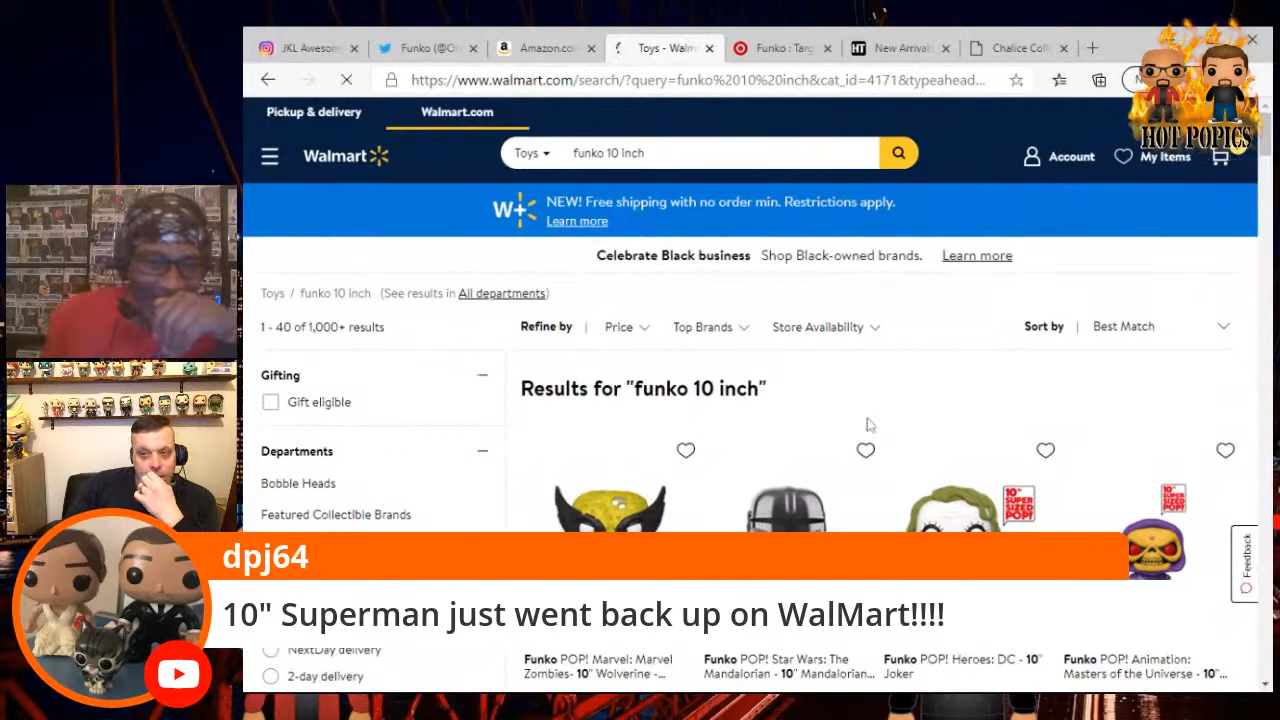 JKL Awesom
Funko (@O
Amazon.co
Toys - Walm
Funko : Targ
New Arrival
Chalice Coll
https://www.walmart.com/search/?query=funko%2010%20inch&cat_id=4171&typeahead...
HOT POPICS
Pickup & delivery
Walmart.com
Walmart
Toys
funko 10 inch
Account
My Items
W+
NEW! Free shipping with no order min. Restrictions apply.
Learn more
Celebrate Black business Shop Black-owned brands. Learn more
Toys / funko 10 inch (See results in All departments)
1 - 40 of 1,000+ results
Refine by | Price Top Brands Store Availability
Sort by | Best Match
Gifting
Gift eligible
Results for "funko 10 inch"
Departments
Bobble Heads
Featured Collectible Brands
10" SUPER SIZED POP!
10" SUPER SIZED POP!
Feedback
dpj64
10" Superman just went back up on WalMart!!!!
NextDay delivery
2-day delivery
Funko POP! Marvel: Marvel
Zombies- 10" Wolverine -...
Funko POP! Star Wars: The
Mandalorian - 10" Mandalorian...
Funko POP! Heroes: DC - 10"
Joker
Funko POP! Animation:
Masters of the Universe - 10"...